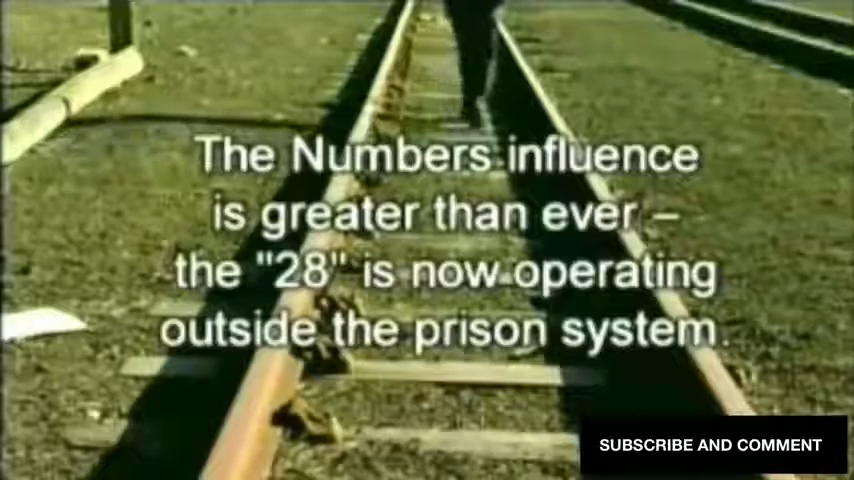 The Numbers influence
is greater than ever –
the "28" is now operating
outside the prison system.
SUBSCRIBE AND COMMENT